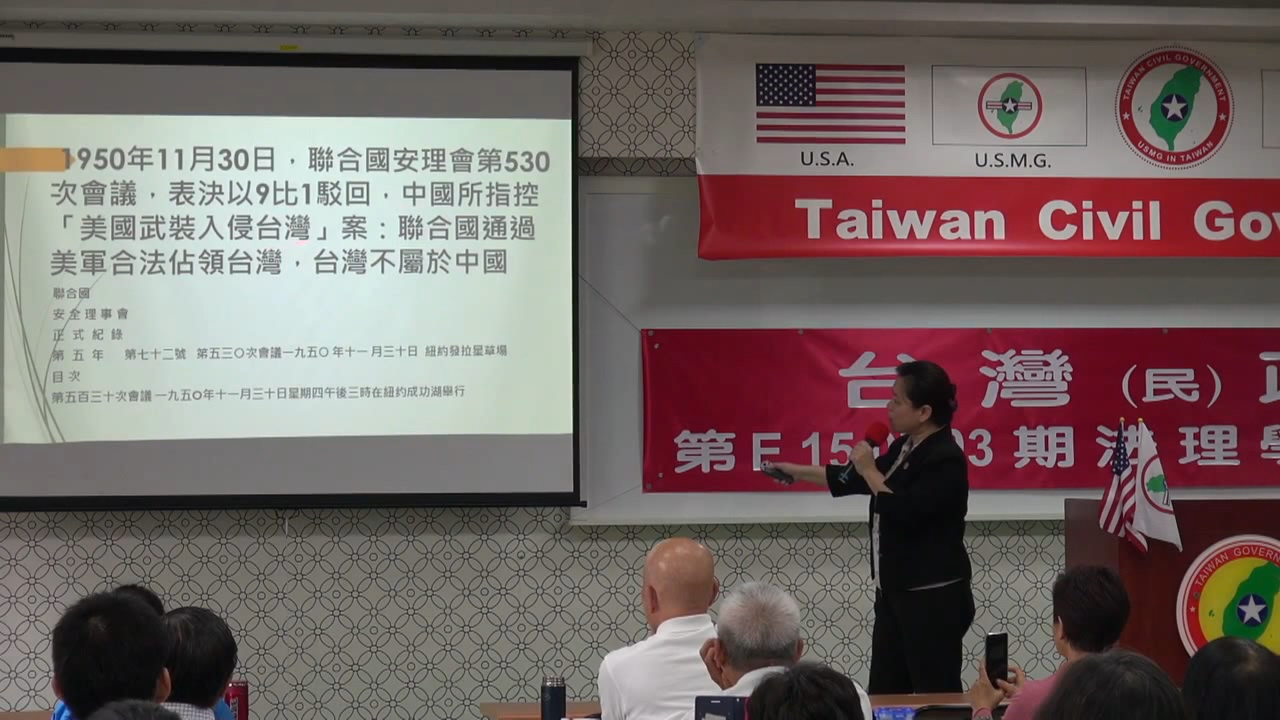 1950年11月30日，聯合國安理會第530
次會議，表決以9比1駁回，中國所指控
「美國武裝入侵台灣」案：聯合國通過
美軍合法佔領台灣，台灣不屬於中國
聯合國
安全理事會
正式紀錄
第五年 第七十二號 第五三〇次會議一九五〇年十一月三十日 紐約發拉星草場
目次
第五百三十次會議一九五〇年十一月三十日星期四午後三時在紐約成功湖舉行
U.S.A.
U.S.M.G.
TAIWAN CIVIL GOVERNMENT
USMG IN TAIWAN
Taiwan Civil Go
台灣（民）
第E 15 93期法理學
TAIWAN GOVERN